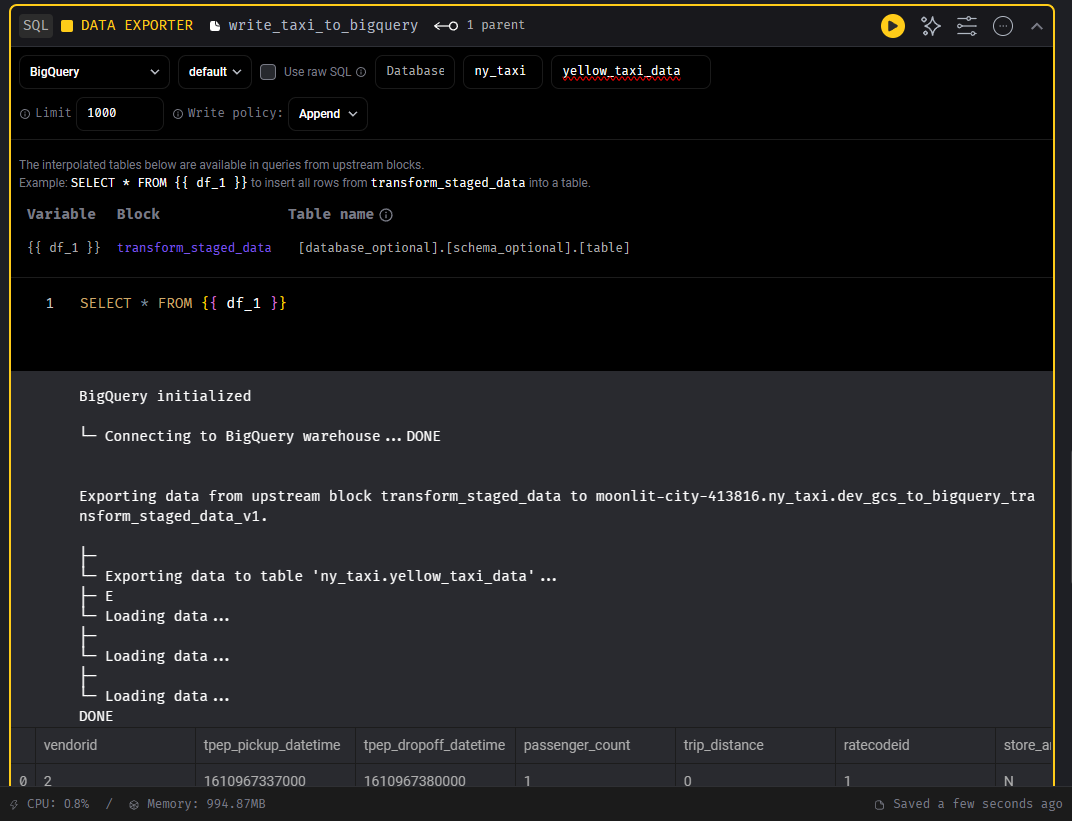 SQL DATA EXPORTER write_taxi_to_bigquery 1 parent
BigQuery default Use raw SQL Database ny_taxi yellow_taxi_data
Limit 1000 Write policy: Append
The interpolated tables below are available in queries from upstream blocks.
Example: SELECT * FROM {{ df_1 }} to insert all rows from transform_staged_data into a table.
Variable Block Table name
{{ df_1 }} transform_staged_data [database_optional].[schema_optional].[table]
1 SELECT * FROM {{ df_1 }}
BigQuery initialized
└─ Connecting to BigQuery warehouse...DONE
Exporting data from upstream block transform_staged_data to moonlit-city-413816.ny_taxi.dev_gcs_to_bigquery_tra
nsform_staged_data_v1.
├─
└─ Exporting data to table 'ny_taxi.yellow_taxi_data'...
├─ E
└─ Loading data...
├─
└─ Loading data...
├─
└─ Loading data...
DONE
vendorid tpep_pickup_datetime tpep_dropoff_datetime passenger_count trip_distance ratecodeid store_a
0 2 1610967337000 1610967380000 1 0 1 N
CPU: 0.8% / Memory: 994.87MB Saved a few seconds ago